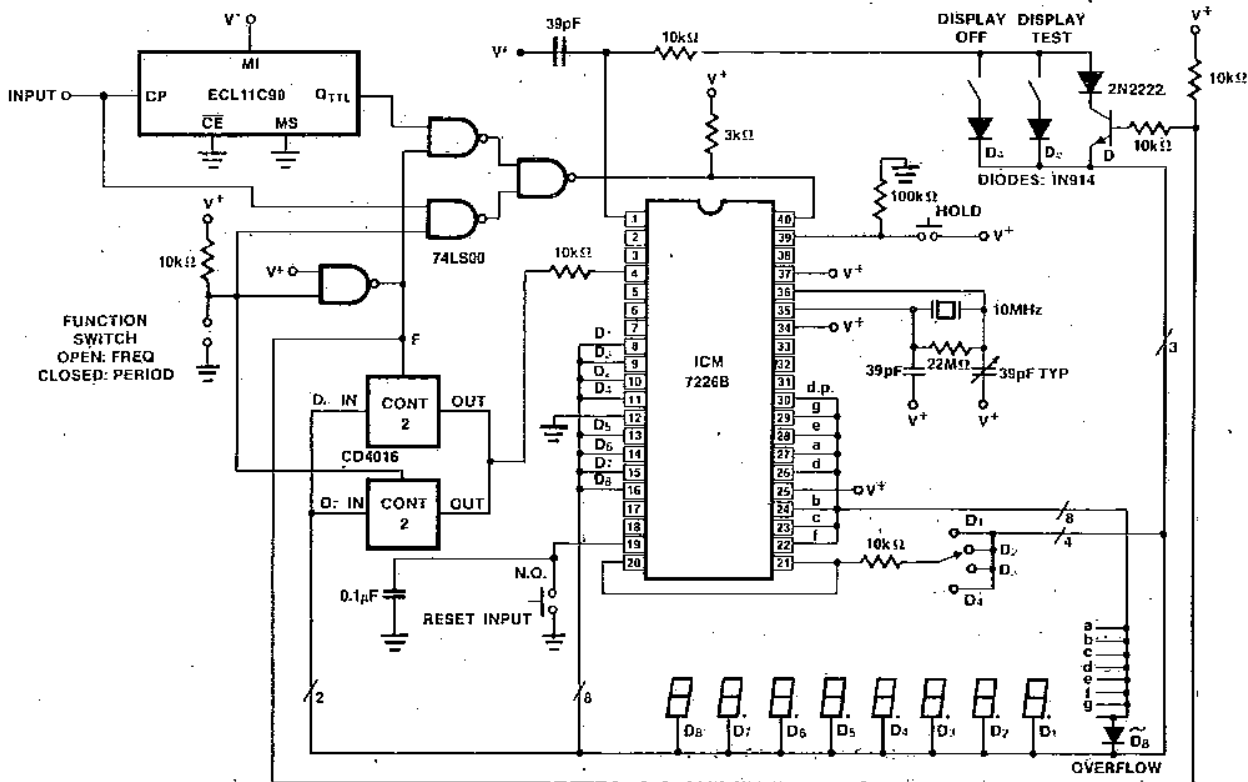 V⁺
MI
ECL11C90
INPUT
CP
QTTL
CE
MS
39pF
V⁺
10kΩ
DISPLAY DISPLAY
OFF TEST
V⁺
10kΩ
2N2222
10kΩ
D
DIODES: IN914
V⁺
3kΩ
100kΩ
HOLD
V⁺
74LS00
V⁺
10kΩ
V⁺
FUNCTION
SWITCH
OPEN: FREQ
CLOSED: PERIOD
10kΩ
1
2
3
4
5
6
7
8
9
10
11
12
13
14
15
16
17
18
19
20
ICM
7226B
40
39
38
37
36
35
34
33
32
31
30
29
28
27
26
25
24
23
22
21
V⁺
V⁺
10MHz
22MΩ
39pF
39pF TYP
V⁺
V⁺
3
d.p.
g
e
a
d
V⁺
b
c
f
D4
D5
D6
D7
D8
IN
CONT
2
OUT
CD4016
IN
CONT
2
OUT
0.1μF
N.O.
RESET INPUT
10kΩ
D1
D2
D4
8
4
2
8
a
b
c
d
e
f
g
D8
D7
D6
D5
D4
D3
D2
D1
D8
OVERFLOW